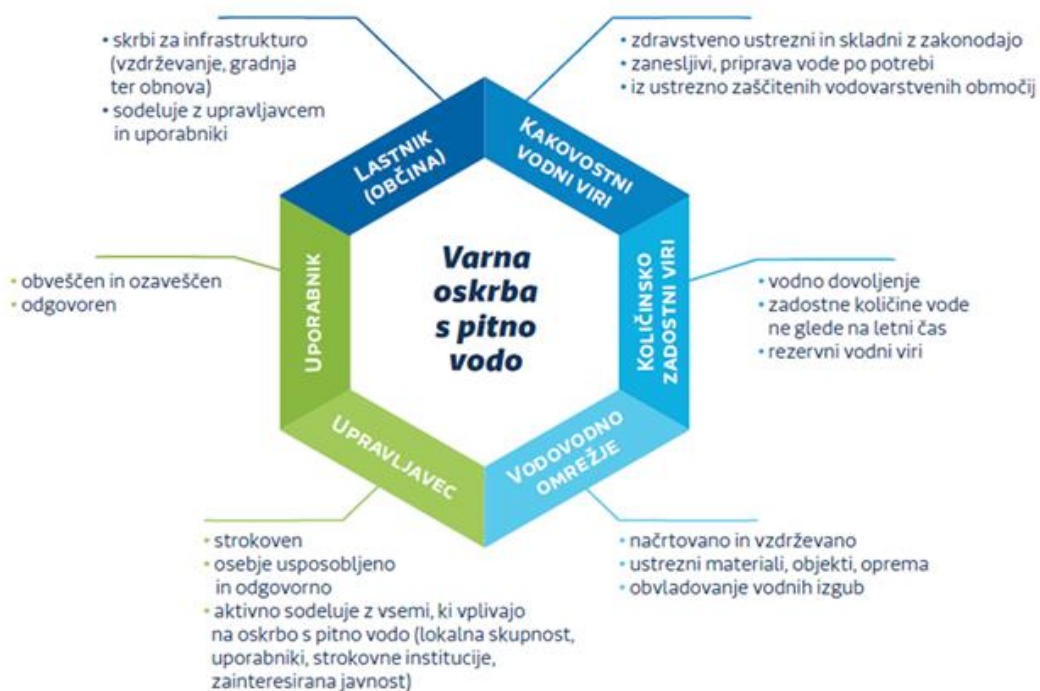 • skrbi za infrastrukturo
(vzdrževanje, gradnja
ter obnova)
• sodeluje z upravljavcem
in uporabniki
LASTNIK
(OBČINA)
• zdravstveno ustrezni in skladni z zakonodajo
• zanesljivi, priprava vode po potrebi
• iz ustrezno zaščitenih vodovarstvenih območij
KAKOVOSTNI
VODNI VIRI
Varna
oskrba
s pitno
vodo
• obveščen in ozaveščen
• odgovoren
UPORABNIK
KOLIČINSKO
ZADOSTNI VIRI
• vodno dovoljenje
• zadostne količine vode
ne glede na letni čas
• rezervni vodni viri
UPRAVLJAVEC
• strokoven
• osebje usposobljeno
in odgovorno
• aktivno sodeluje z vsemi, ki vplivajo
na oskrbo s pitno vodo (lokalna skupnost,
uporabniki, strokovne institucije,
zainteresirana javnost)
VODOVODNO
OMREŽJE
• načrtovano in vzdrževano
• ustrezni materiali, objekti, oprema
• obvladovanje vodnih izgub